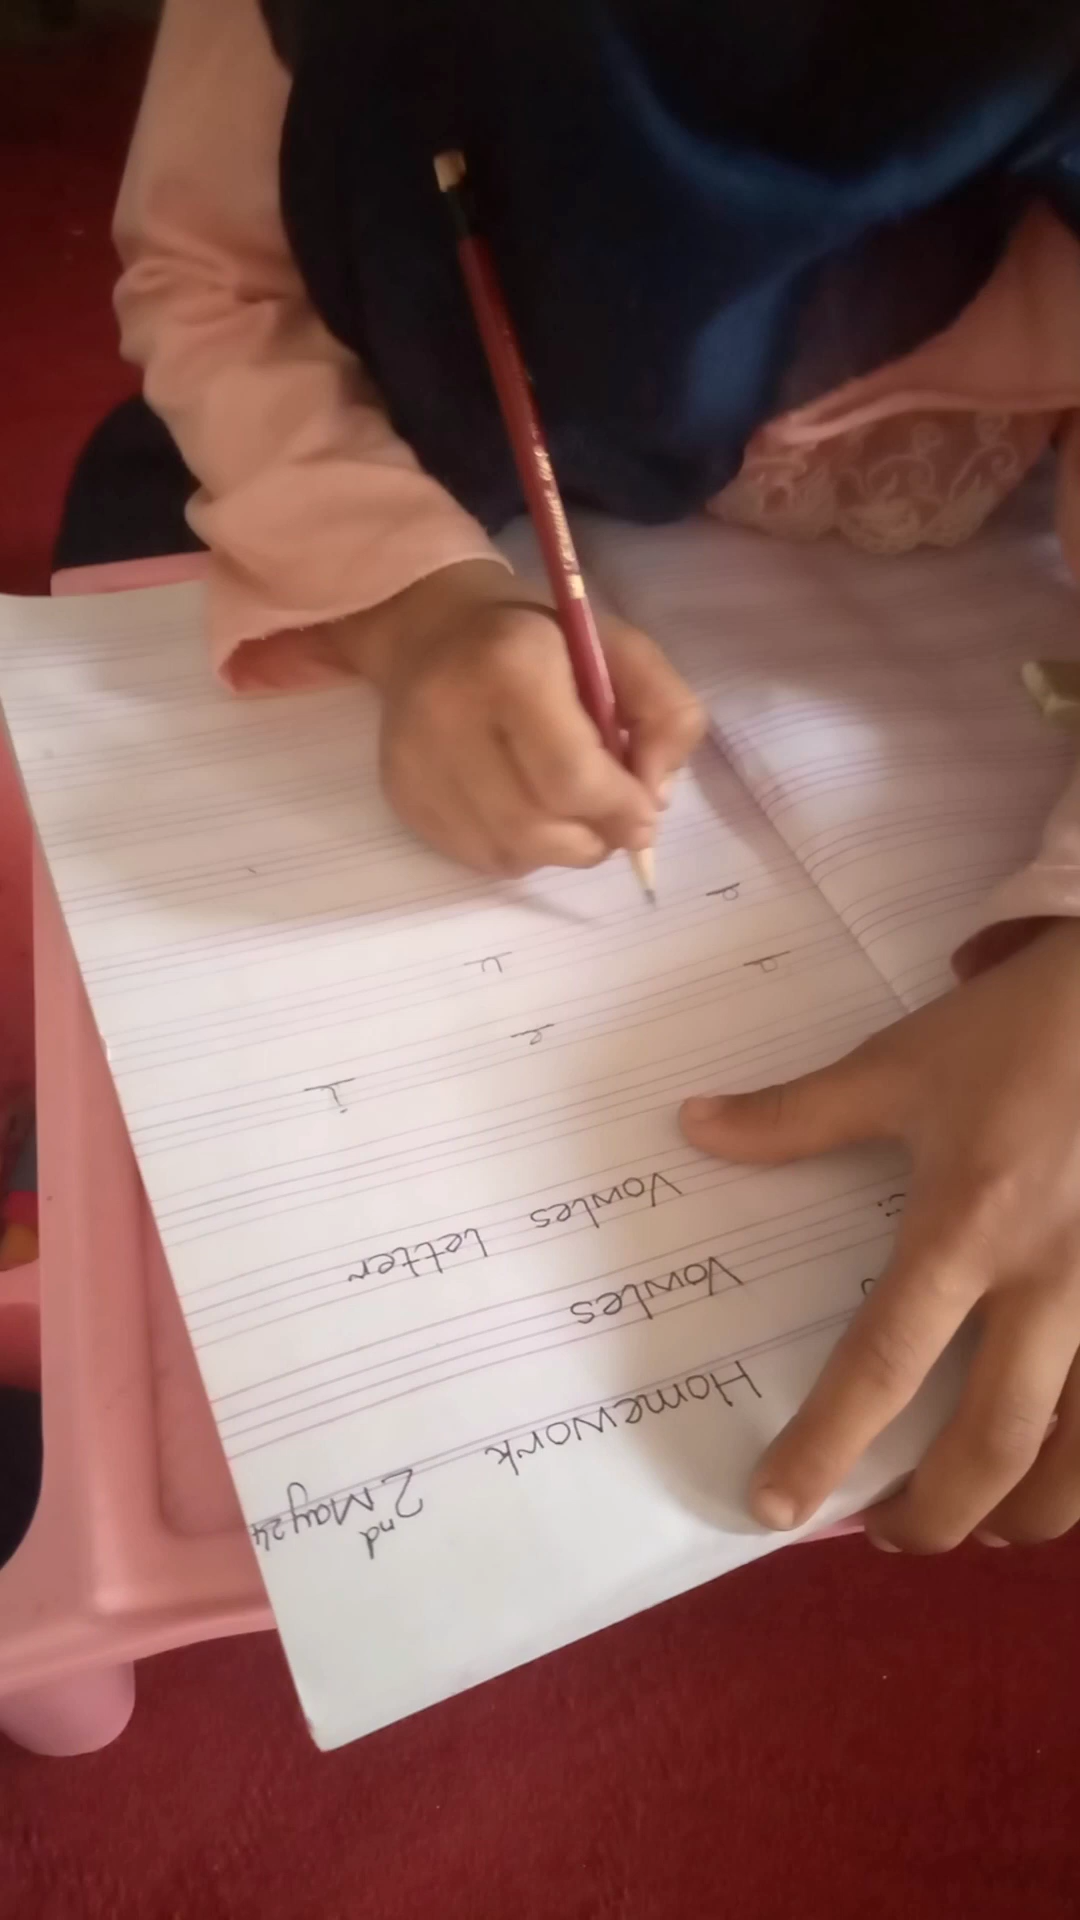 2nd May 24
Homework
Vowles
Vowles Letter
i
e
a u
a